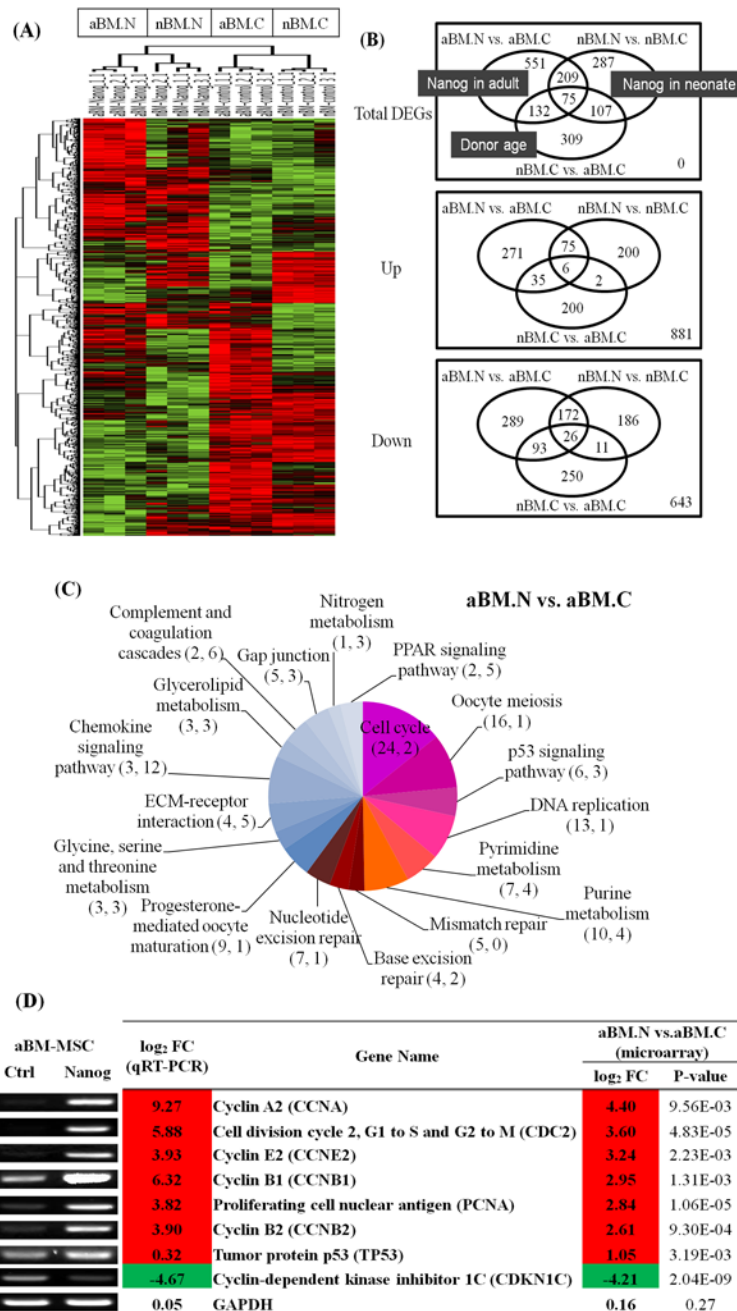 (A)
aBM.N nBM.N aBM.C nBM.C
(B)
aBM.N vs. aBM.C nBM.N vs. nBM.C
551 287
209
Nanog in adult 75 Nanog in neonate
Total DEGs 132 107
Donor age 309
nBM.C vs. aBM.C 0
aBM.N vs. aBM.C nBM.N vs. nBM.C
271 75 200
Up 6
35 2
200
nBM.C vs. aBM.C 881
aBM.N vs. aBM.C nBM.N vs. nBM.C
289 172 186
Down 26
93 11
250
nBM.C vs. aBM.C 643
(C)
aBM.N vs. aBM.C
Nitrogen
metabolism
(1, 3)
PPAR signaling
pathway (2, 5)
Cell cycle
(24, 2)
Oocyte meiosis
(16, 1)
p53 signaling
pathway (6, 3)
DNA replication
(13, 1)
Pyrimidine
metabolism
(7, 4)
Purine
metabolism
(10, 4)
Mismatch repair
(5, 0)
Base excision
repair (4, 2)
Nucleotide
excision repair
(7, 1)
Progesterone-
mediated oocyte
maturation (9, 1)
Glycine, serine
and threonine
metabolism
(3, 3)
ECM-receptor
interaction (4, 5)
Chemokine
signaling
pathway (3, 12)
Glycerolipid
metabolism
(3, 3)
Complement and
coagulation
cascades (2, 6)
Gap junction
(5, 3)
(D)
aBM-MSC
Ctrl Nanog
log₂ FC
(qRT-PCR)
Gene Name
aBM.N vs.aBM.C
(microarray)
log₂ FC P-value
9.27 Cyclin A2 (CCNA) 4.40 9.56E-03
5.88 Cell division cycle 2, G1 to S and G2 to M (CDC2) 3.60 4.83E-05
3.93 Cyclin E2 (CCNE2) 3.24 2.23E-03
6.32 Cyclin B1 (CCNB1) 2.95 1.31E-03
3.82 Proliferating cell nuclear antigen (PCNA) 2.84 1.06E-05
3.90 Cyclin B2 (CCNB2) 2.61 9.30E-04
0.32 Tumor protein p53 (TP53) 1.05 3.19E-03
-4.67 Cyclin-dependent kinase inhibitor 1C (CDKN1C) -4.21 2.04E-09
0.05 GAPDH 0.16 0.27